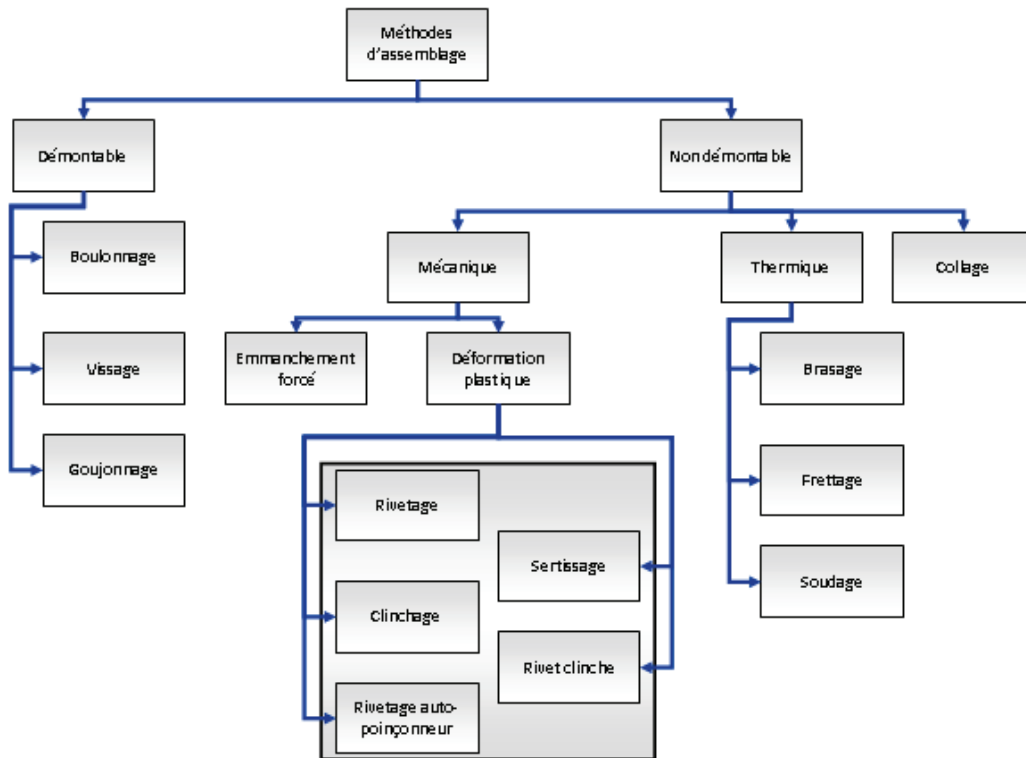 Méthodes
d'assemblage
Démontable
Non démontable
Boulonnage
Mécanique
Thermique
Collage
Vissage
Emmanchement
forcé
Déformation
plastique
Brasage
Goujonnage
Rivetage
Frettage
Sertissage
Soudage
Clinchage
Rivet clinche
Rivetage auto-
poinçonneur